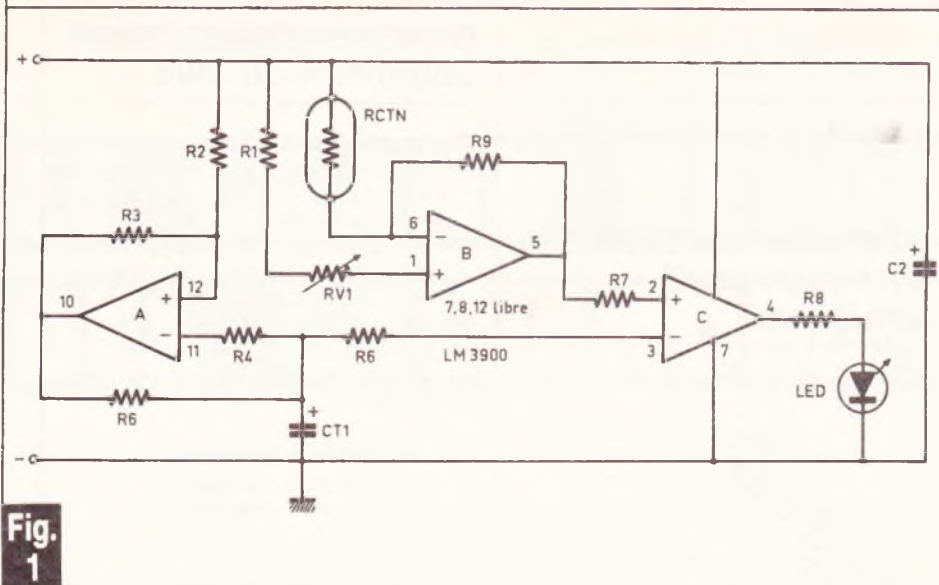 +
RCTN
R2
R1
R9
R3
6
5
B
1
+
10
12
+
A
RV1
7,8,12 libre
R7
2
+
C
4
R8
C2
+
11
R4
R6
LM 3900
3
7
LED
R6
+
CT1
-
Fig.
1